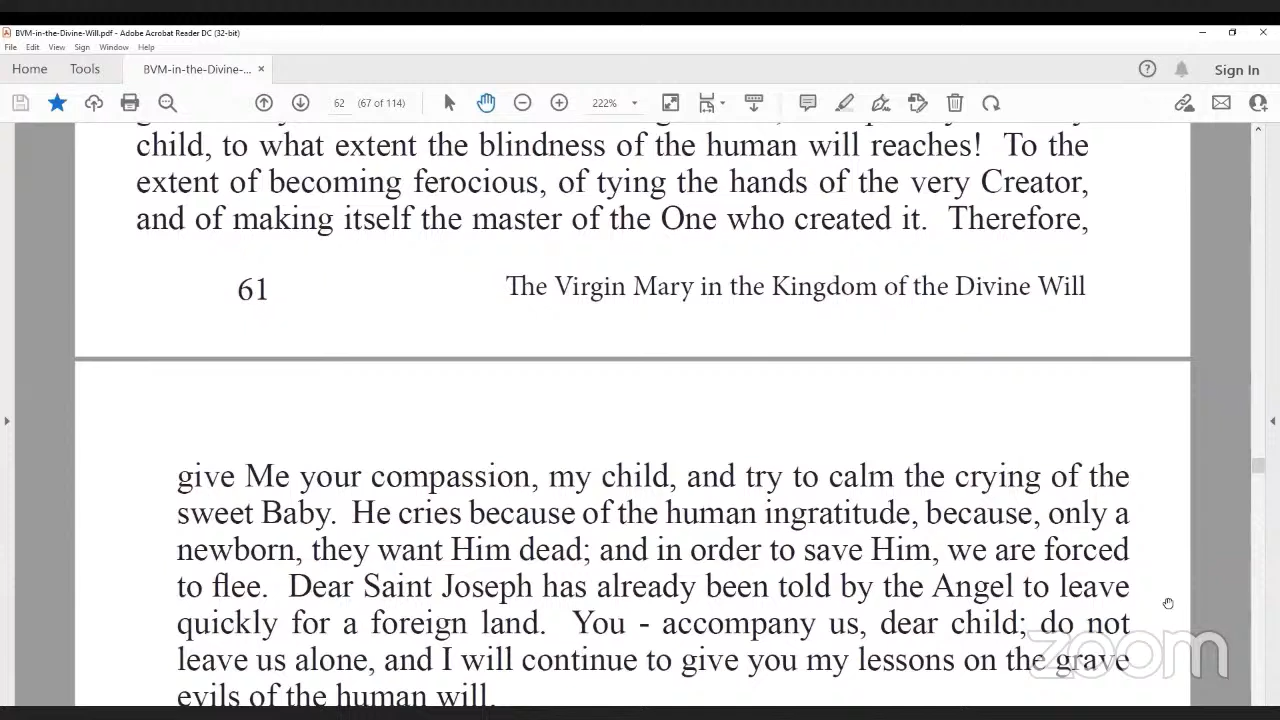 BVM-in-the-Divine-Will.pdf - Adobe Acrobat Reader DC (32-bit)
File Edit View Sign Window Help
Home Tools BVM-in-the-Divine-... × Sign In
62 (67 of 114) 222%
child, to what extent the blindness of the human will reaches! To the
extent of becoming ferocious, of tying the hands of the very Creator,
and of making itself the master of the One who created it. Therefore,
61 The Virgin Mary in the Kingdom of the Divine Will
give Me your compassion, my child, and try to calm the crying of the
sweet Baby. He cries because of the human ingratitude, because, only a
newborn, they want Him dead; and in order to save Him, we are forced
to flee. Dear Saint Joseph has already been told by the Angel to leave
quickly for a foreign land. You - accompany us, dear child; do not
leave us alone, and I will continue to give you my lessons on the grave
evils of the human will.
zoom